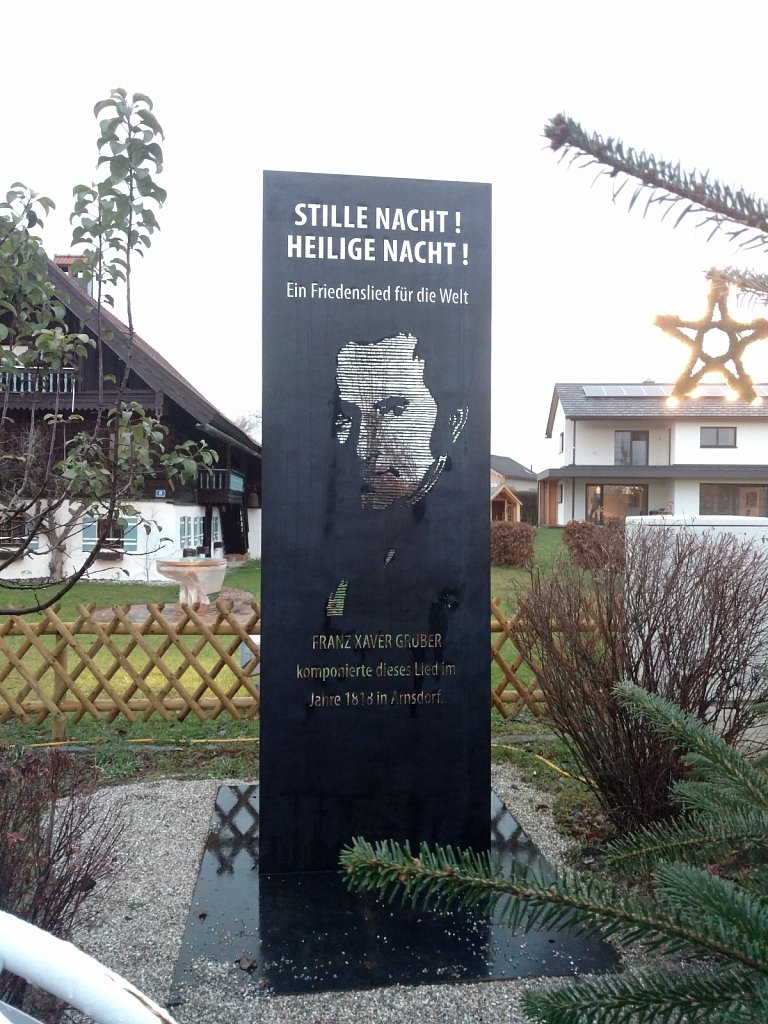 STILLE NACHT !
HEILIGE NACHT !
Ein Friedenslied für die Welt
FRANZ XAVER GRUBER
komponierte dieses Lied im
Jahre 1818 in Arnsdorf.